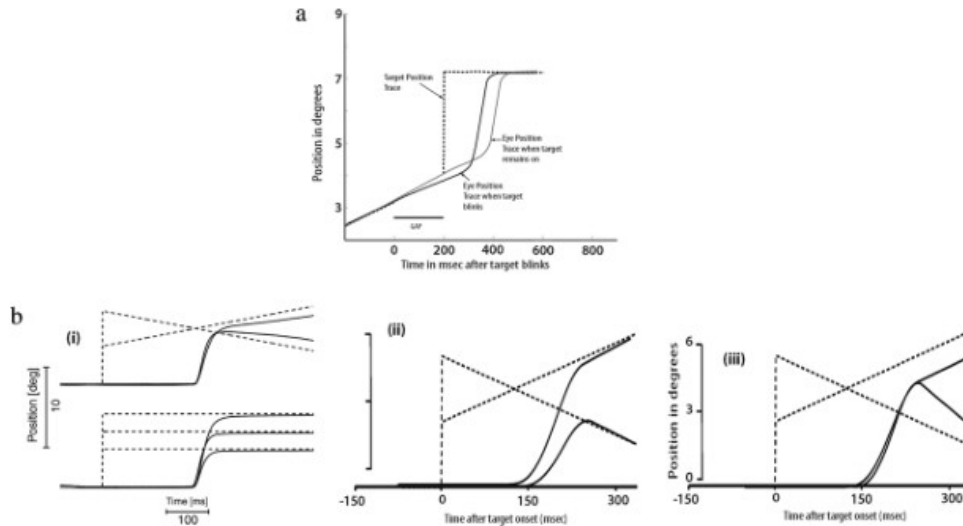 a
9
7
5
3
Position in degrees
Target Position
Trace
Eye Position
Trace when target
remains on
Eye Position
Trace when target
blinks
GAP
0
200
400
600
800
Time in msec after target blinks
b
(i)
Position [deg]
10
Time [ms]
100
(ii)
-150
0
150
300
Time after target onset (msec)
(iii)
Position in degrees
6
3
0
-150
0
150
300
Time after target onset (msec)